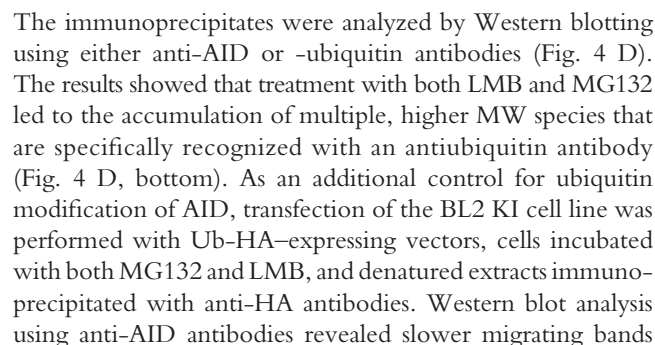 The immunoprecipitates were analyzed by Western blotting
using either anti-AID or -ubiquitin antibodies (Fig. 4 D).
The results showed that treatment with both LMB and MG132
led to the accumulation of multiple, higher MW species that
are specifically recognized with an antiubiquitin antibody
(Fig. 4 D, bottom). As an additional control for ubiquitin
modification of AID, transfection of the BL2 KI cell line was
performed with Ub-HA–expressing vectors, cells incubated
with both MG132 and LMB, and denatured extracts immuno-
precipitated with anti-HA antibodies. Western blot analysis
using anti-AID antibodies revealed slower migrating bands